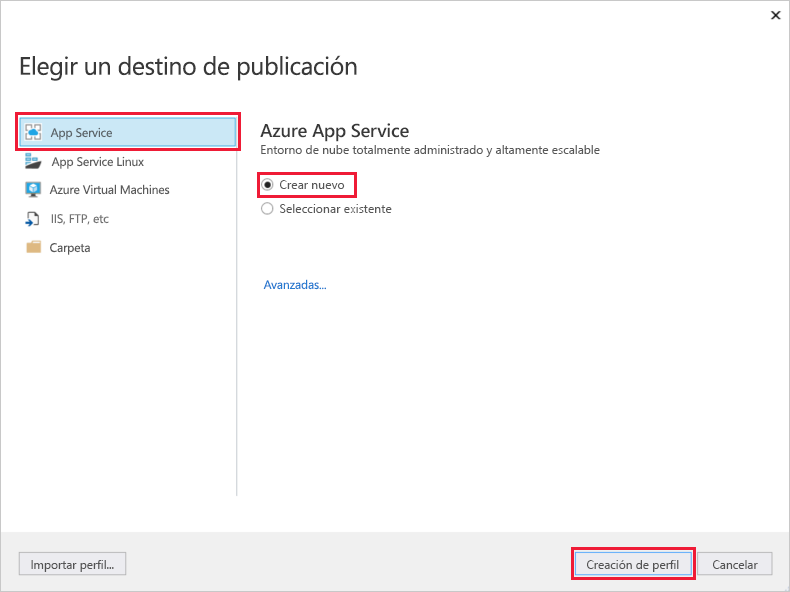 Elegir un destino de publicación
App Service
App Service Linux
Azure Virtual Machines
IIS, FTP, etc
Carpeta
Azure App Service
Entorno de nube totalmente administrado y altamente escalable
Crear nuevo
Seleccionar existente
Avanzadas...
Importar perfil...
Creación de perfil
Cancelar